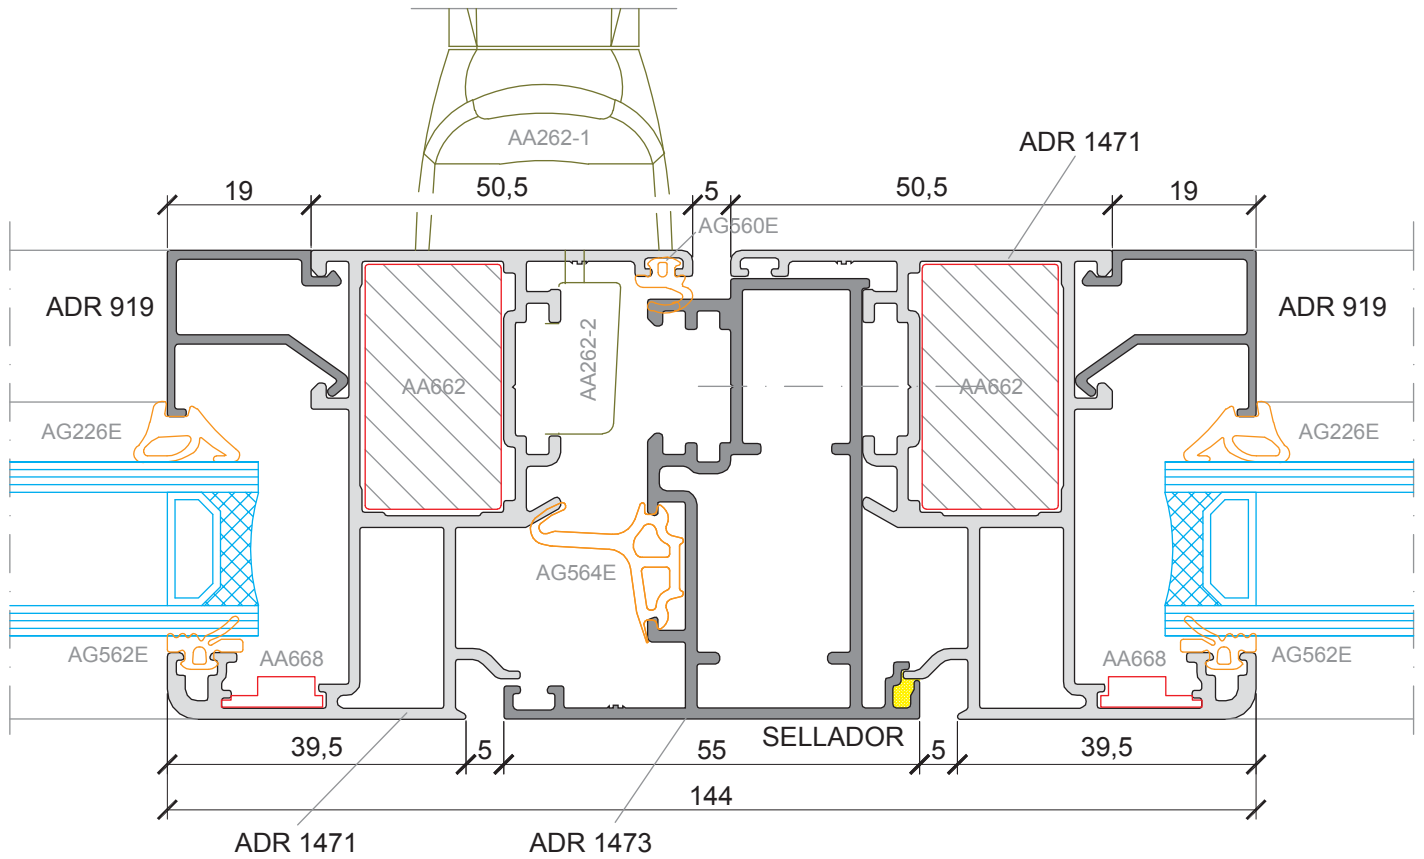 AA262-1
ADR 1471
19
50,5
5
50,5
19
AG560E
ADR 919
ADR 919
AA262-2
AA662
AA662
AG226E
AG226E
AG564E
AG562E
AA668
AA668
AG562E
SELLADOR
39,5
5
55
5
39,5
144
ADR 1471
ADR 1473